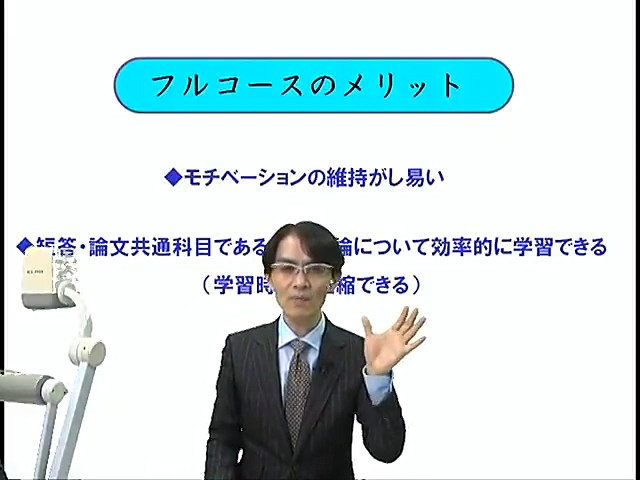 フルコースのメリット
◆モチベーションの維持がし易い
◆短答・論文共通科目である 論について効率的に学習できる
（学習時 縮できる）